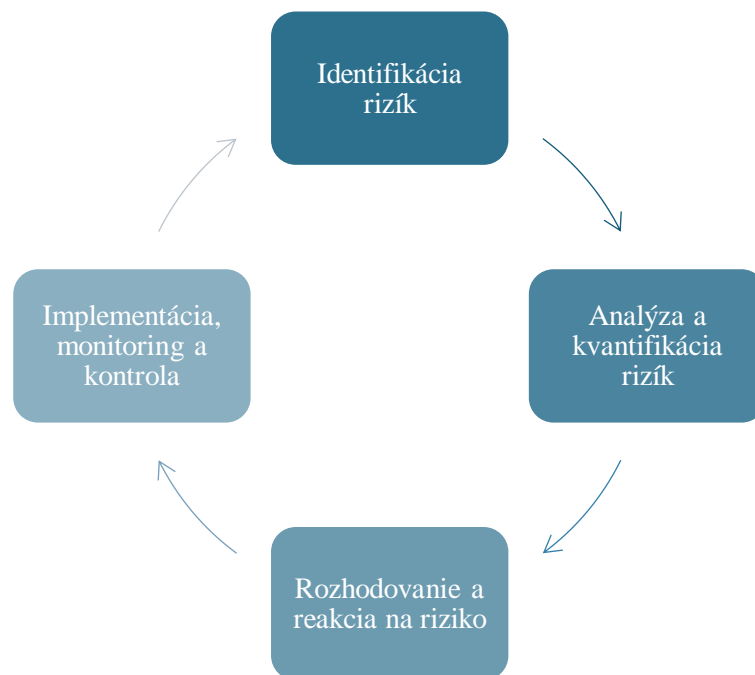 Identifikácia
rizík
Analýza a
kvantifikácia
rizík
Rozhodovanie a
reakcia na riziko
Implementácia,
monitoring a
kontrola